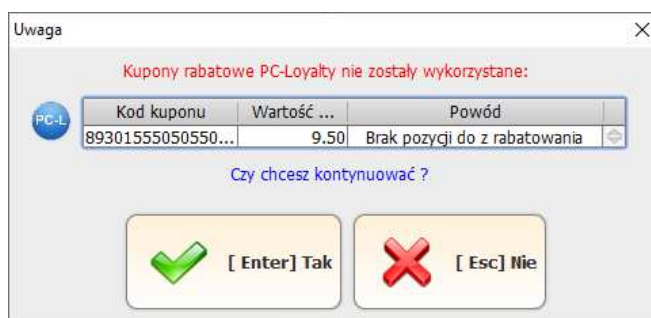 Uwaga
Kupony rabatowe PC-Loyalty nie zostały wykorzystane:
PC-L
Kod kuponu Wartość ... Powód
89301555050550... 9.50 Brak pozycji do z rabatowania
Czy chcesz kontynuować ?
[ Enter] Tak [ Esc] Nie